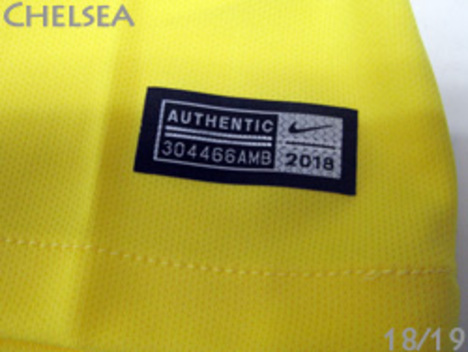 CHELSEA
AUTHENTIC
304466AMB
2018
18/19